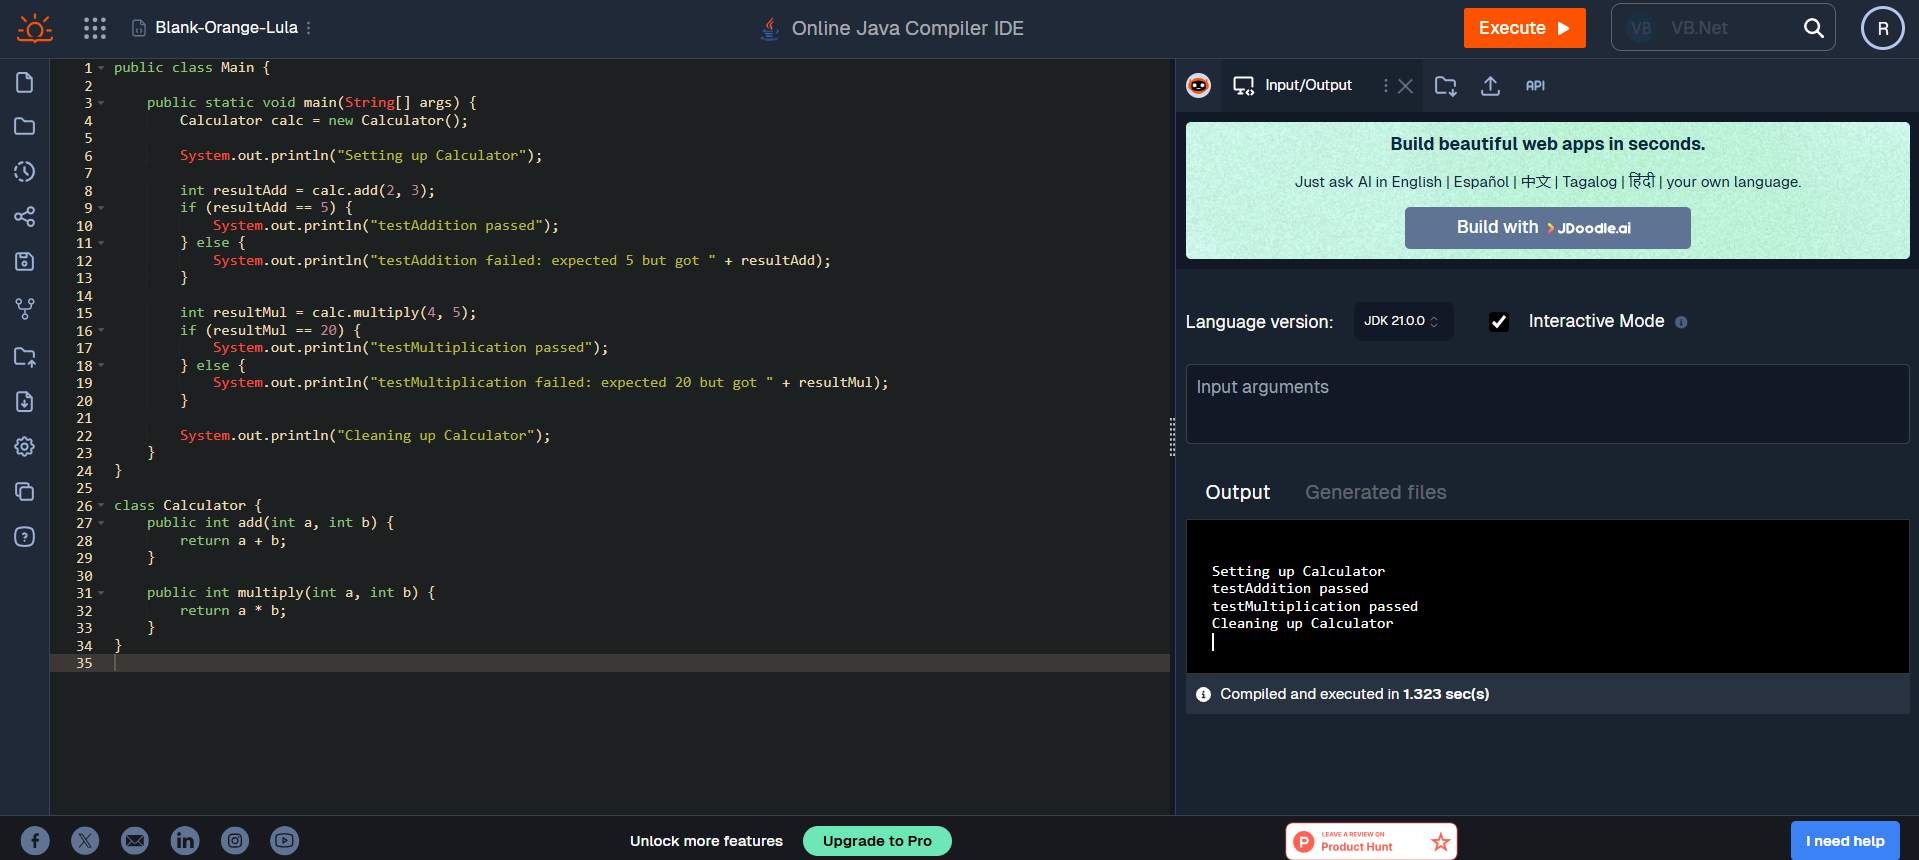 Blank-Orange-Lula
Online Java Compiler IDE
Execute
VB VB.Net
R
1 public class Main {
2
3 public static void main(String[] args) {
4 Calculator calc = new Calculator();
5
6 System.out.println("Setting up Calculator");
7
8 int resultAdd = calc.add(2, 3);
9 if (resultAdd == 5) {
10 System.out.println("testAddition passed");
11 } else {
12 System.out.println("testAddition failed: expected 5 but got " + resultAdd);
13 }
14
15 int resultMul = calc.multiply(4, 5);
16 if (resultMul == 20) {
17 System.out.println("testMultiplication passed");
18 } else {
19 System.out.println("testMultiplication failed: expected 20 but got " + resultMul);
20 }
21
22 System.out.println("Cleaning up Calculator");
23 }
24 }
25
26 class Calculator {
27 public int add(int a, int b) {
28 return a + b;
29 }
30
31 public int multiply(int a, int b) {
32 return a * b;
33 }
34 }
35
Input/Output
API
Build beautiful web apps in seconds.
Just ask AI in English | Español | 中文 | Tagalog | हिंदी | your own language.
Build with JDoodle.ai
Language version:
JDK 21.0.0
Interactive Mode
Input arguments
Output
Generated files
Setting up Calculator
testAddition passed
testMultiplication passed
Cleaning up Calculator
Compiled and executed in 1.323 sec(s)
Unlock more features
Upgrade to Pro
P
LEAVE A REVIEW ON
Product Hunt
I need help